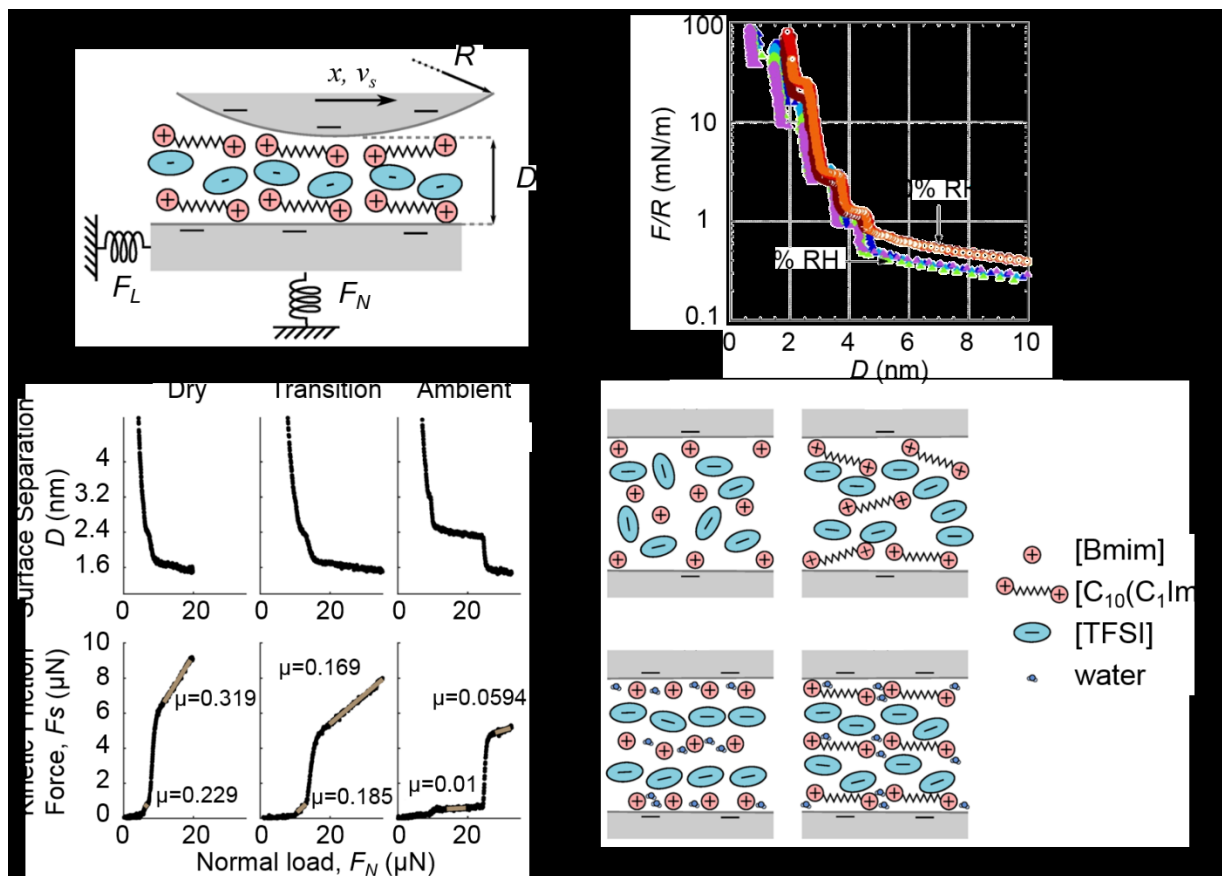 R
x, vs
D
FL
FN
100
10
1
0.1
F/R (mN/m)
% RH
% RH
0 2 4 6 8 10
D (nm)
Dry Transition Ambient
Surface Separation
D (nm)
4
3.2
2.4
1.6
0 20 0 20 0 20
Kinetic Friction
Force, Fs (µN)
10
8
6
4
2
0
µ=0.319
µ=0.229
µ=0.169
µ=0.185
µ=0.0594
µ=0.01
0 20 0 20 0 20
Normal load, FN (µN)
[Bmim]
[C10(C1Im
[TFSI]
water